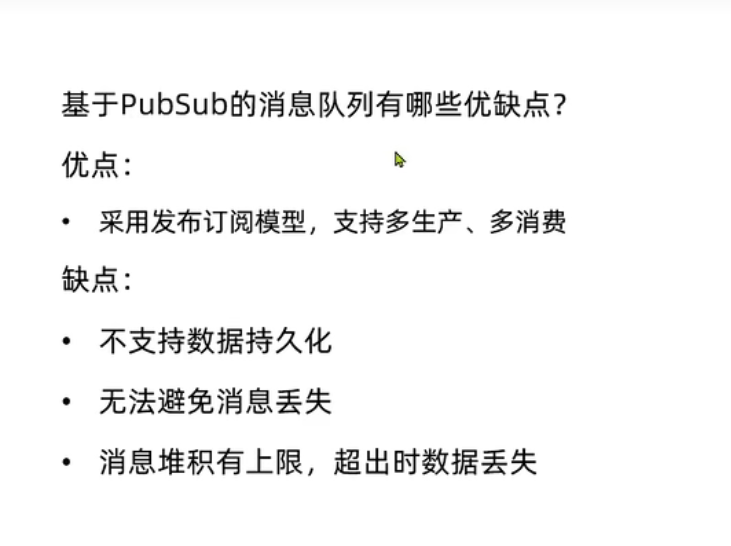 基于PubSub的消息队列有哪些优缺点？
优点：
• 采用发布订阅模型，支持多生产、多消费
缺点：
• 不支持数据持久化
• 无法避免消息丢失
• 消息堆积有上限，超出时数据丢失